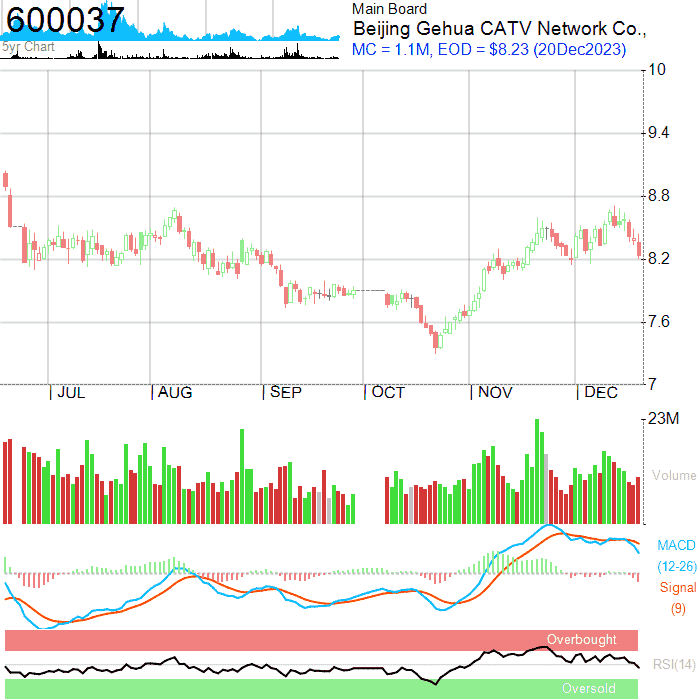 600037
Main Board
Beijing Gehua CATV Network Co.,
5yr Chart
MC = 1.1M, EOD = $8.23 (20Dec2023)
10
9.4
8.8
8.2
7.6
7
JUL
AUG
SEP
OCT
NOV
DEC
23M
Volume
MACD
(12-26)
Signal
(9)
Overbought
RSI(14)
Oversold